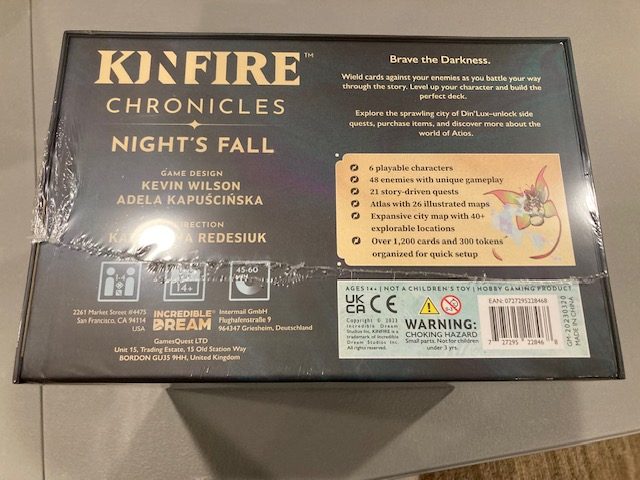 KINFIRE™
CHRONICLES
NIGHT'S FALL
GAME DESIGN
KEVIN WILSON
ADELA KAPUŚCIŃSKA
DIRECTION
REDESIUK
1-4
14+
45-60
2261 Market Street #4475
San Francisco, CA 94114
USA
INCREDIBLE
DREAM
Intermail GmbH
Flughafenstraße 9
964347 Griesheim, Deutschland
GamesQuest LTD
Unit 15, Trading Estate, 15 Old Station Way
BORDON GU35 9HH, United Kingdom
Brave the Darkness.
Wield cards against your enemies as you battle your way
through the story. Level up your character and build the
perfect deck.
Explore the sprawling city of Din'Lux–unlock side
quests, purchase items, and discover more about the
world of Atios.
6 playable characters
48 enemies with unique gameplay
21 story-driven quests
Atlas with 26 illustrated maps
Expansive city map with 40+
explorable locations
Over 1,200 cards and 300 tokens
organized for quick setup
AGES 14+ | NOT A CHILDREN'S TOY | HOBBY GAMING PRODUCT
UK
CA
CE
Copyright © 2023
Incredible Dream
Studios Inc. KINFIRE is a
trademark of Incredible
Dream Studios Inc.
All rights reserved.
WARNING:
CHOKING HAZARD
Small parts. Not for children
under 3 yrs.
EAN: 0727295228468
7 27295 22846 8
GM-20230120
MADE IN CHINA